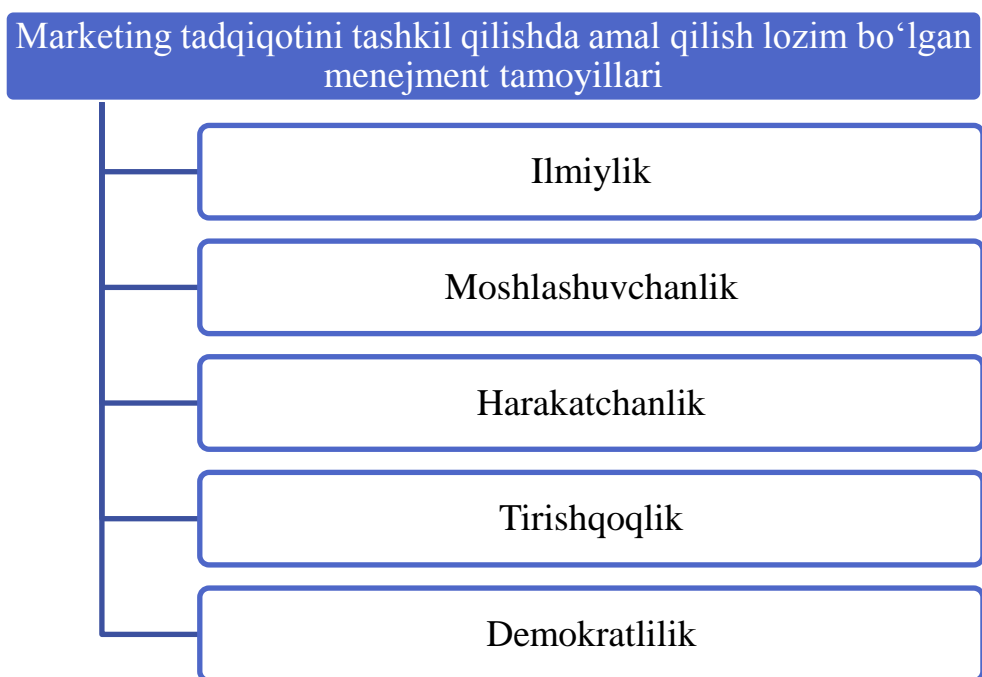 Marketing tadqiqotini tashkil qilishda amal qilish lozim bo‘lgan
menejment tamoyillari
Ilmiylik
Moshlashuvchanlik
Harakatchanlik
Tirishqoqlik
Demokratlilik